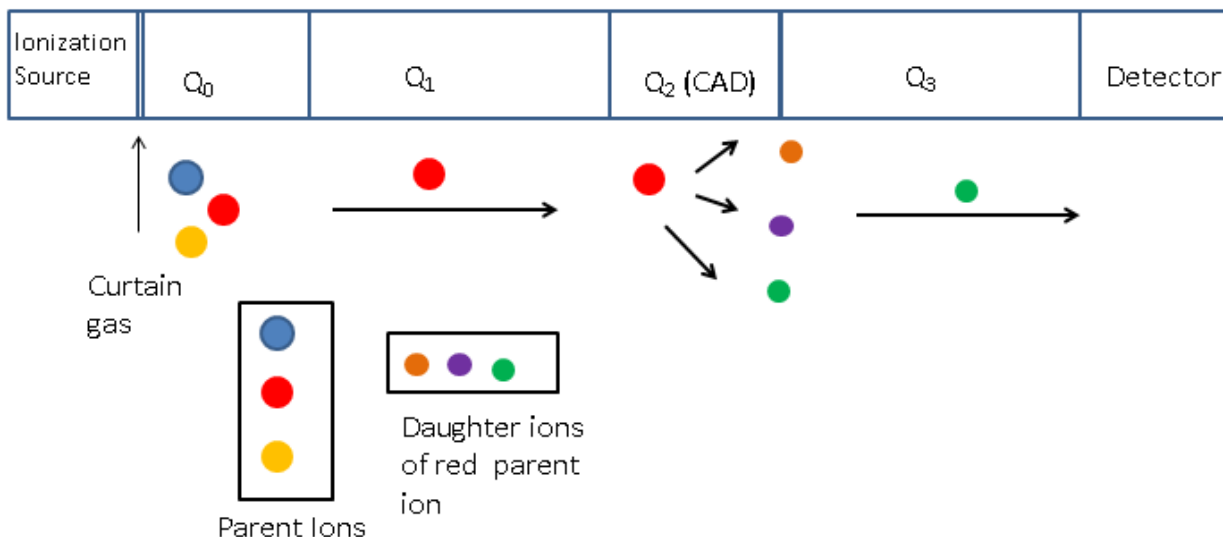 Ionization
Source
Q0
Q1
Q2 (CAD)
Q3
Detector
Curtain
gas
Daughter ions
of red parent
ion
Parent Ions